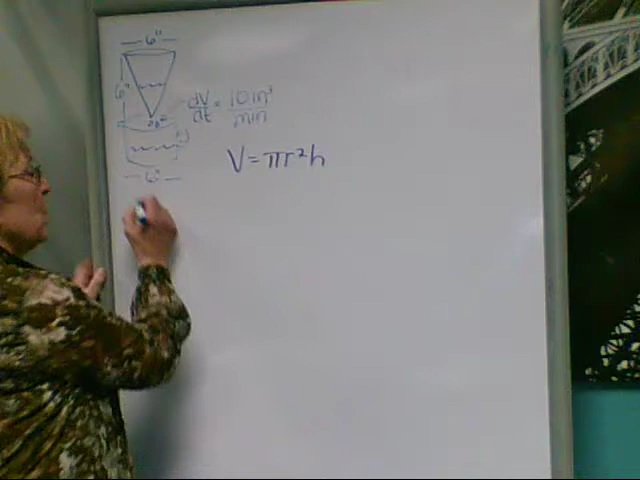 6"
6"
dV/dt = 10 in³/min
V = πr²h
6"